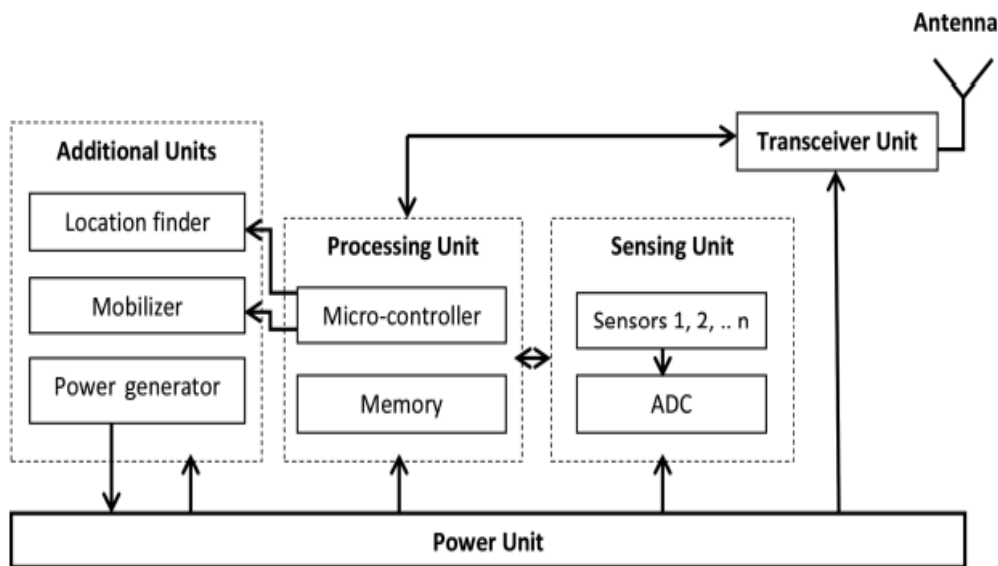 Antenna
Transceiver Unit
Additional Units
Location finder
Mobilizer
Power generator
Processing Unit
Micro-controller
Memory
Sensing Unit
Sensors 1, 2, .. n
ADC
Power Unit